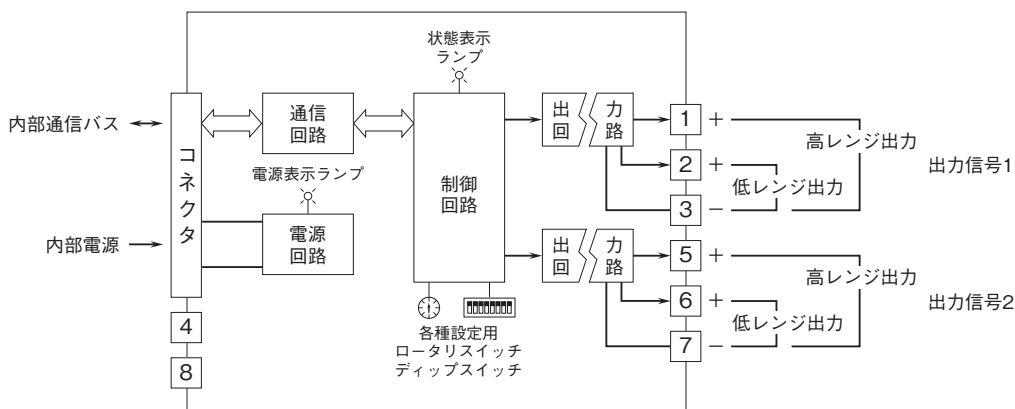 状態表示
ランプ
内部通信バス
コネクタ
通信
回路
電源表示ランプ
内部電源
電源
回路
制御
回路
出 力
回 路
1 +
高レンジ出力
2 +
低レンジ出力
出力信号1
3 −
出 力
回 路
5 +
高レンジ出力
6 +
低レンジ出力
出力信号2
7 −
4
8
各種設定用
ロータリスイッチ
ディップスイッチ